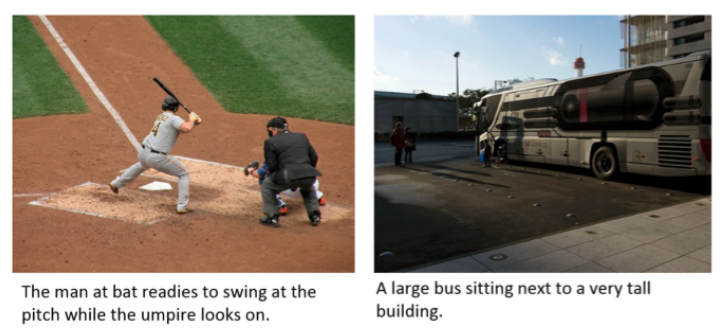 The man at bat readies to swing at the
pitch while the umpire looks on.
A large bus sitting next to a very tall
building.